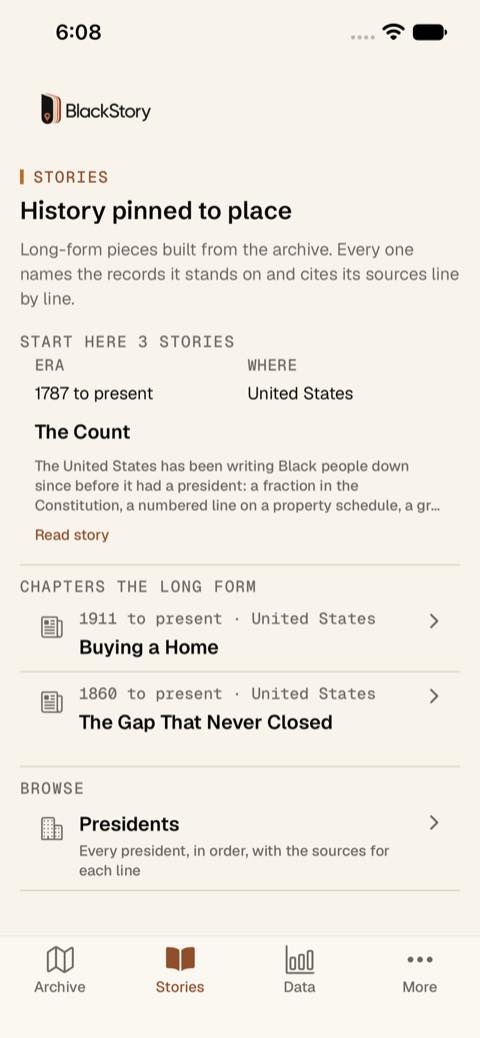 6:08
BlackStory
STORIES
History pinned to place
Long-form pieces built from the archive. Every one
names the records it stands on and cites its sources line
by line.
START HERE 3 STORIES
ERA
WHERE
1787 to present
United States
The Count
The United States has been writing Black people down
since before it had a president: a fraction in the
Constitution, a numbered line on a property schedule, a gr...
Read story
CHAPTERS THE LONG FORM
1911 to present · United States
Buying a Home
1860 to present · United States
The Gap That Never Closed
BROWSE
Presidents
Every president, in order, with the sources for
each line
Archive
Stories
Data
More